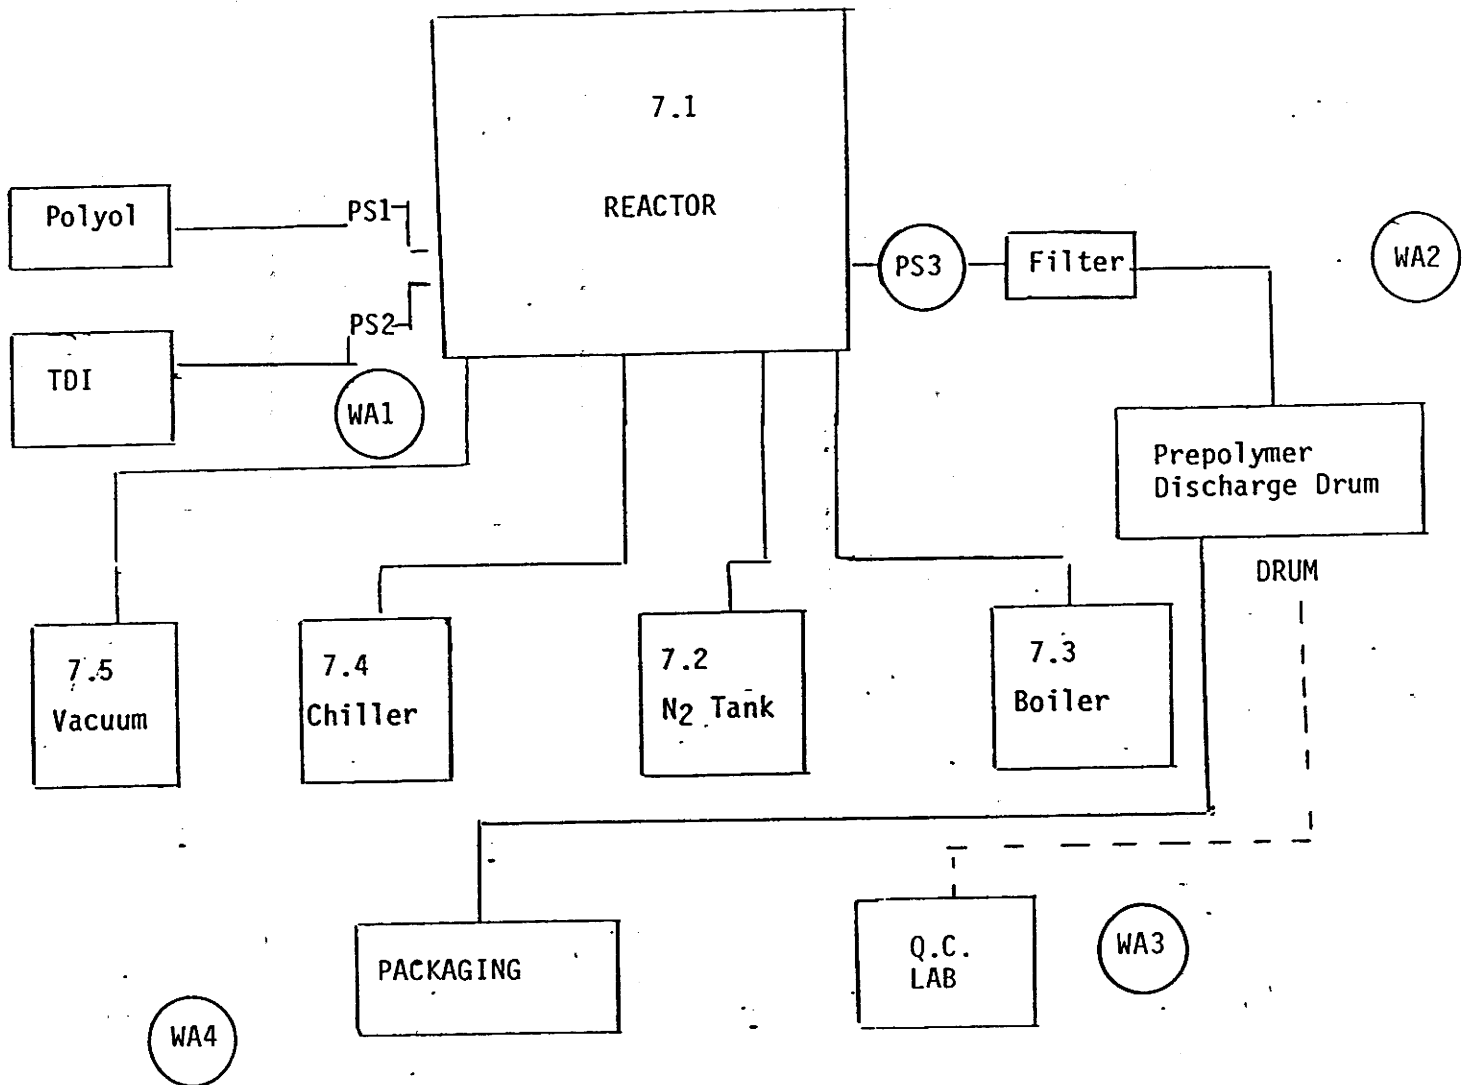 7.1
REACTOR
Polyol
PS1
PS2
TDI
WA1
PS3
Filter
WA2
Prepolymer
Discharge Drum
DRUM
7.5
Vacuum
7.4
Chiller
7.2
N2 Tank
7.3
Boiler
PACKAGING
Q.C.
LAB
WA3
WA4